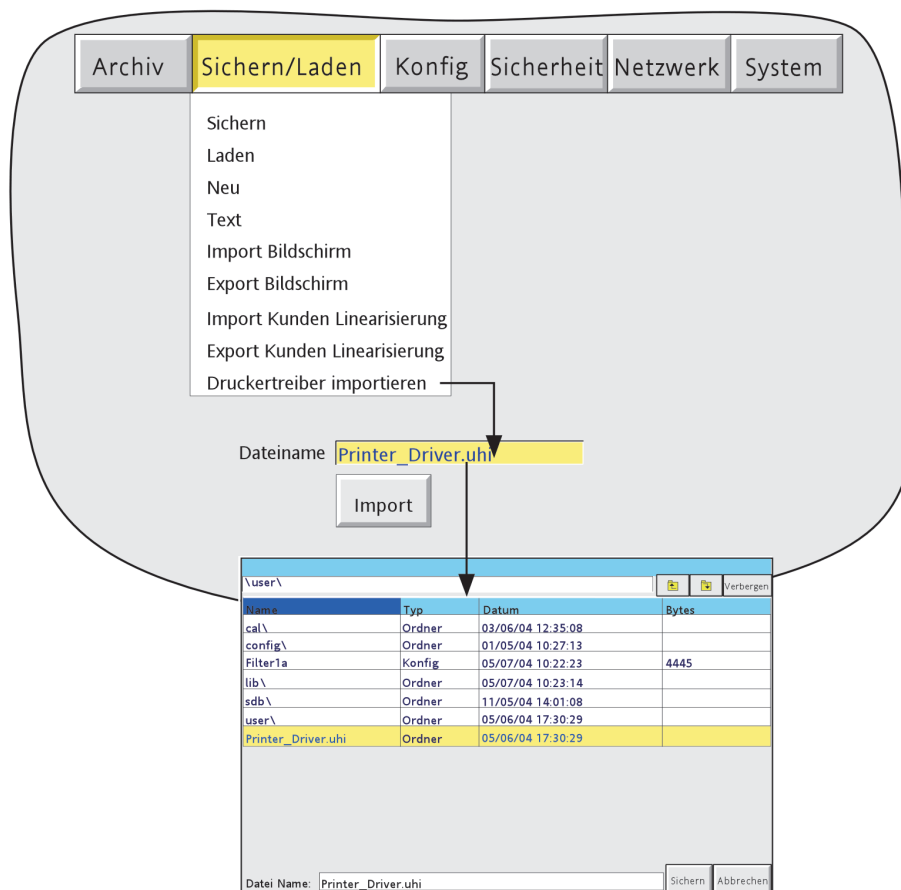 Archiv Sichern/Laden Konfig Sicherheit Netzwerk System
Sichern
Laden
Neu
Text
Import Bildschirm
Export Bildschirm
Import Kunden Linearisierung
Export Kunden Linearisierung
Druckertreiber importieren
Dateiname Printer_Driver.uhi
Import
\user\ Verbergen
Name Typ Datum Bytes
cal\ Ordner 03/06/04 12:35:08
config\ Ordner 01/05/04 10:27:13
Filter1a Konfig 05/07/04 10:22:23 4445
lib\ Ordner 05/07/04 10:23:14
sdb\ Ordner 11/05/04 14:01:08
user\ Ordner 05/06/04 17:30:29
Printer_Driver.uhi Ordner 05/06/04 17:30:29
Datei Name: Printer_Driver.uhi Sichern Abbrechen